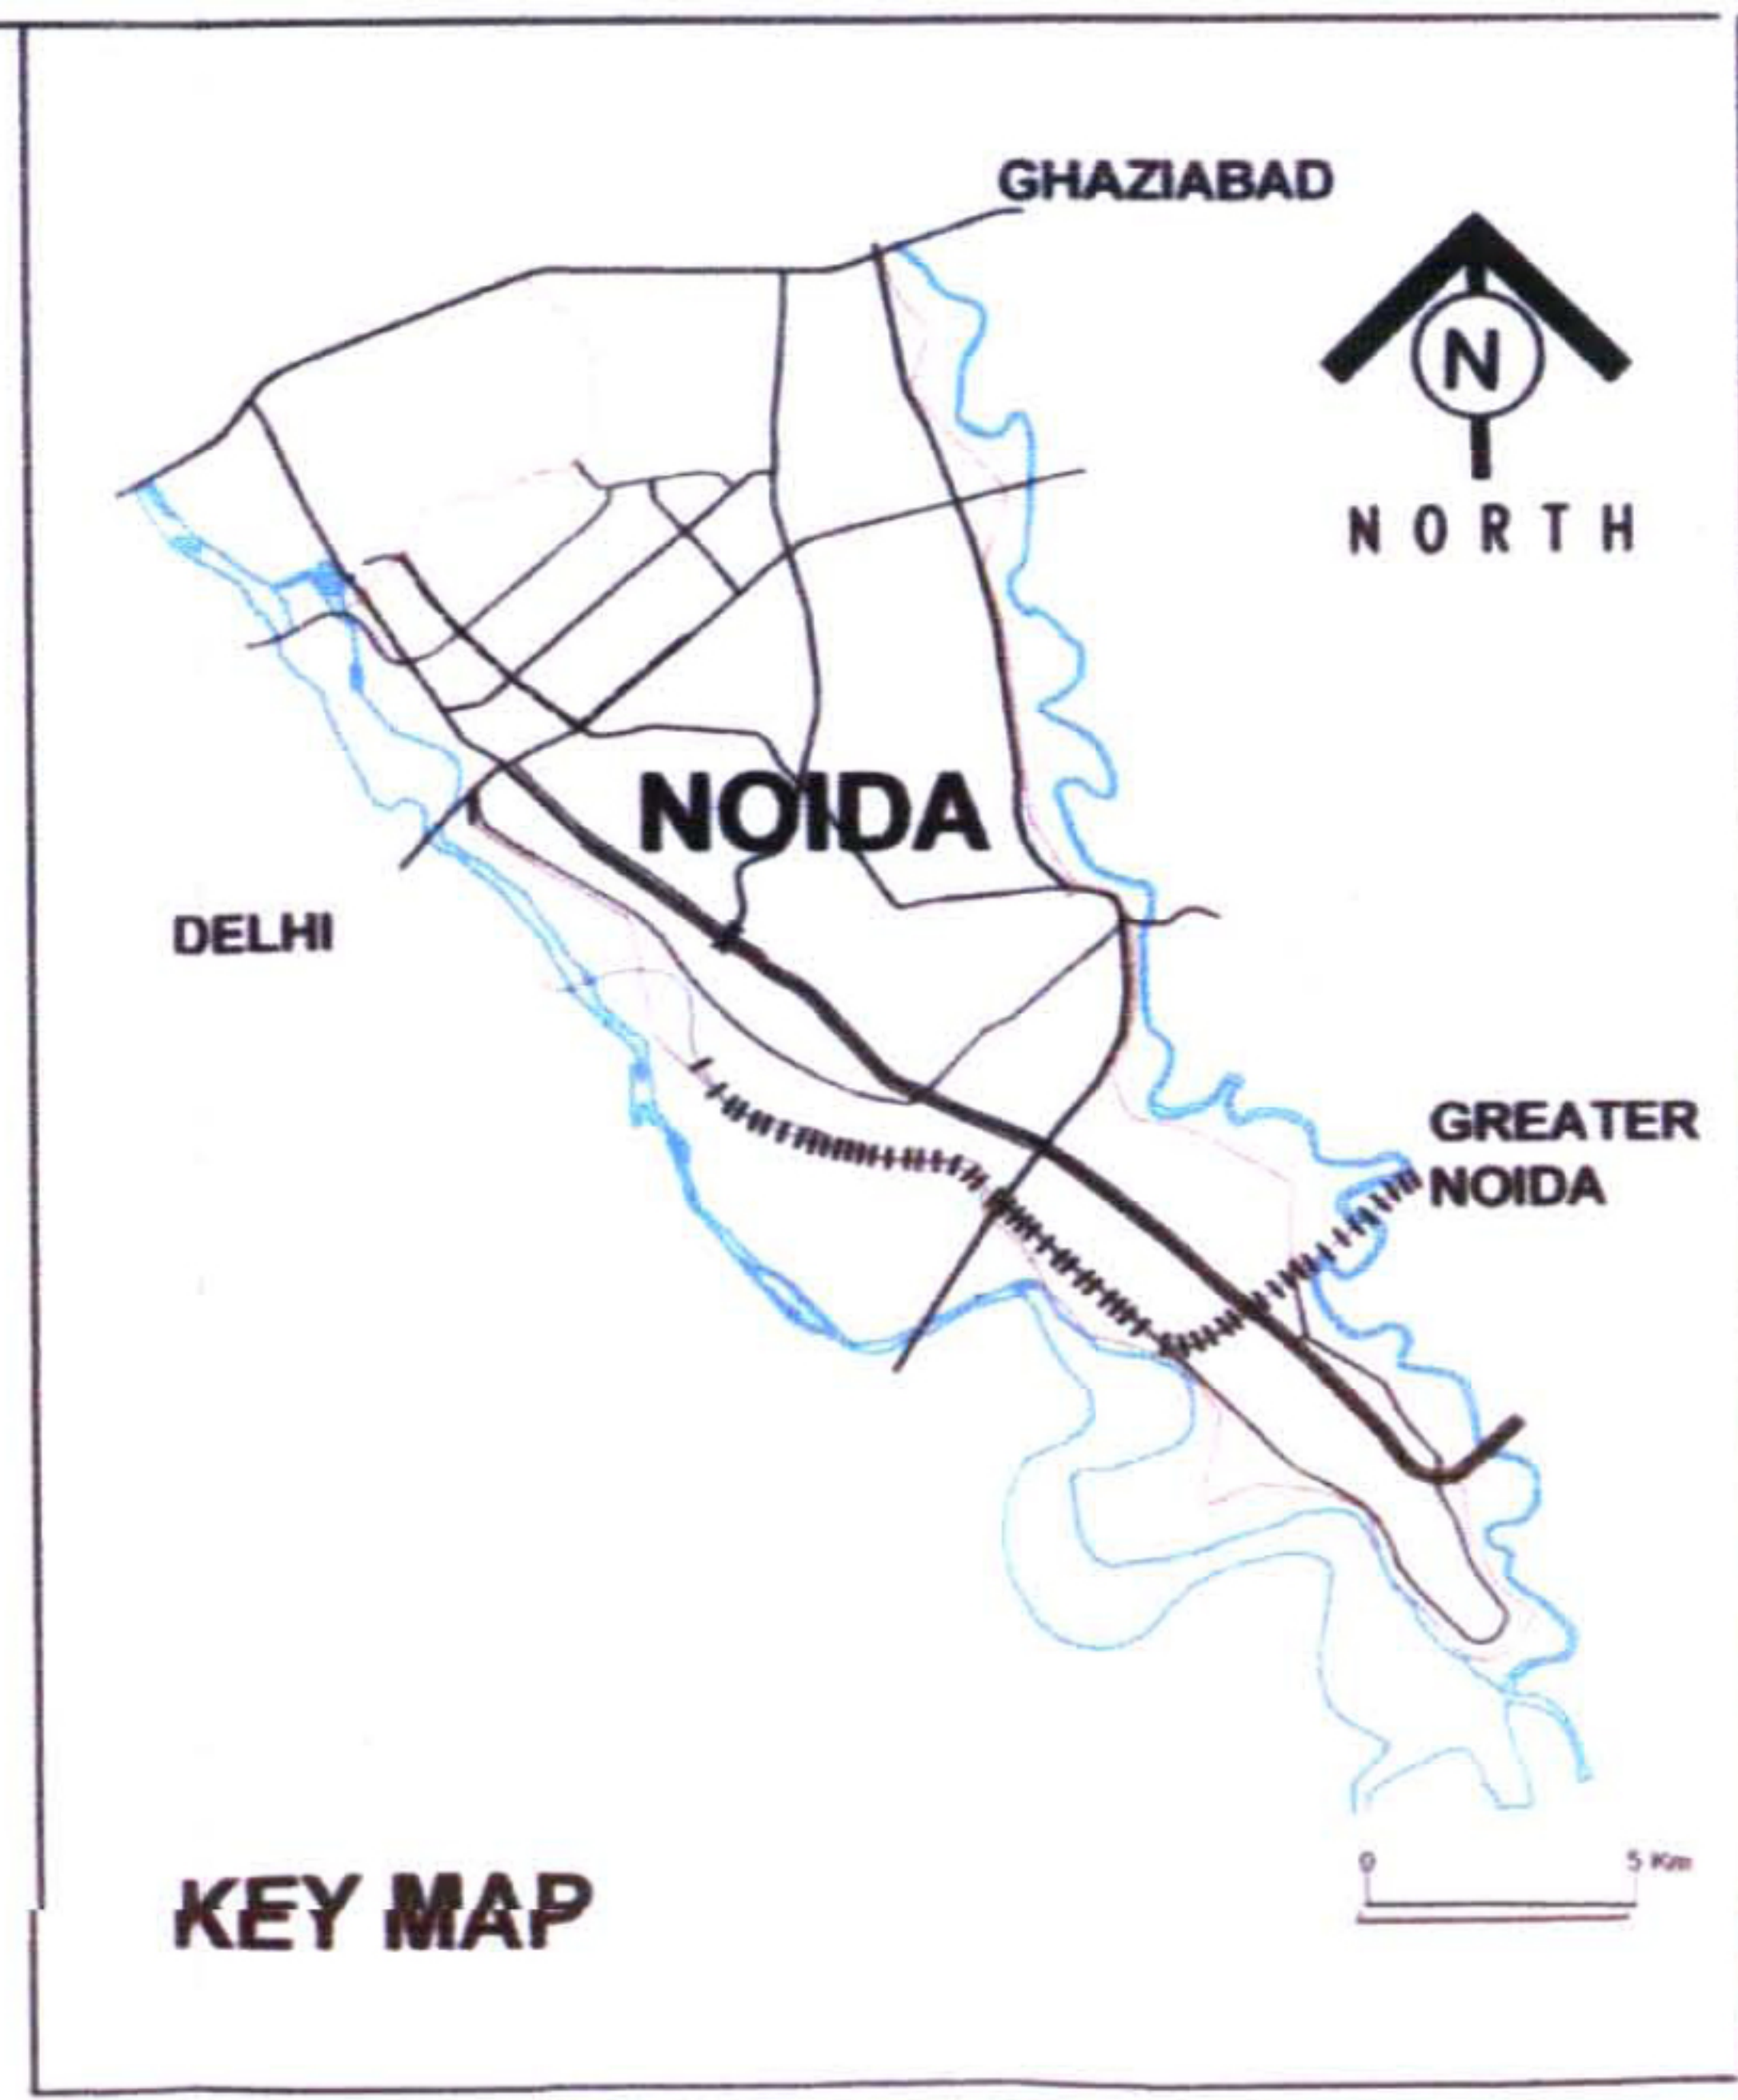 GHAZIABAD
N
NORTH
NOIDA
DELHI
GREATER
NOIDA
0 5 Km
KEY MAP